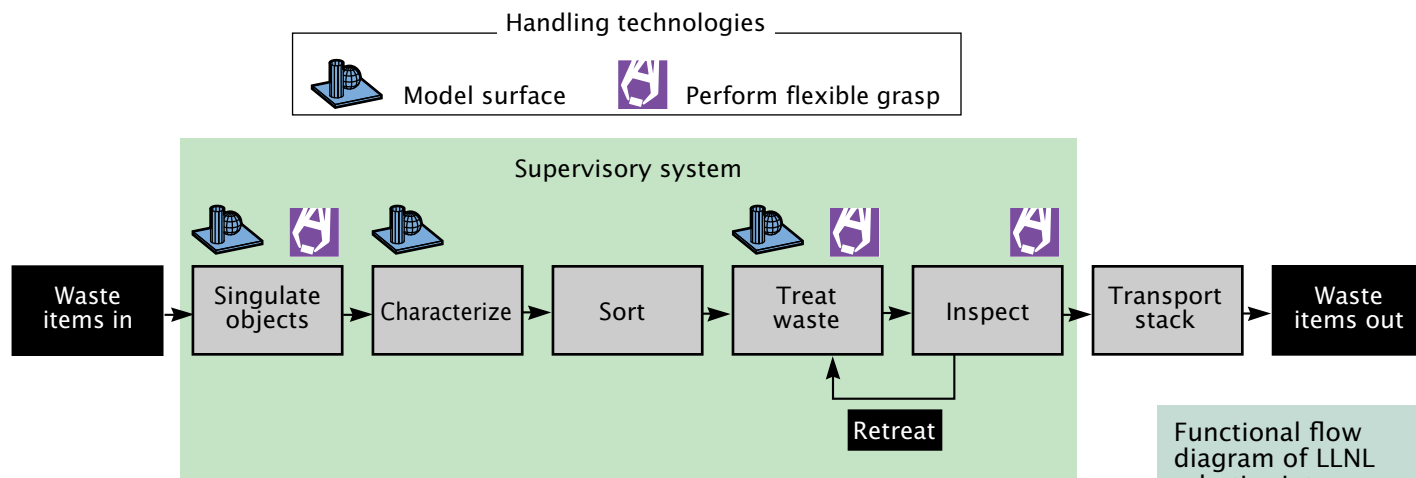 Handling technologies
Model surface
Perform flexible grasp
Supervisory system
Waste
items in
Singulate
objects
Characterize
Sort
Treat
waste
Inspect
Transport
stack
Waste
items out
Retreat
Functional flow
diagram of LLNL